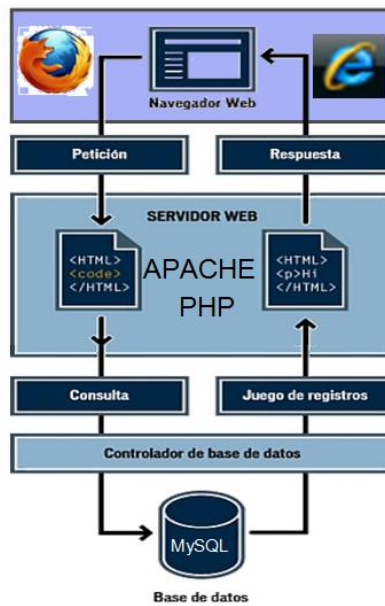 Navegador Web
Petición
Respuesta
SERVIDOR WEB
<HTML>
<code>
</HTML>
APACHE
PHP
<HTML>
<p>Hi
</HTML>
Consulta
Juego de registros
Controlador de base de datos
MySQL
Base de datos